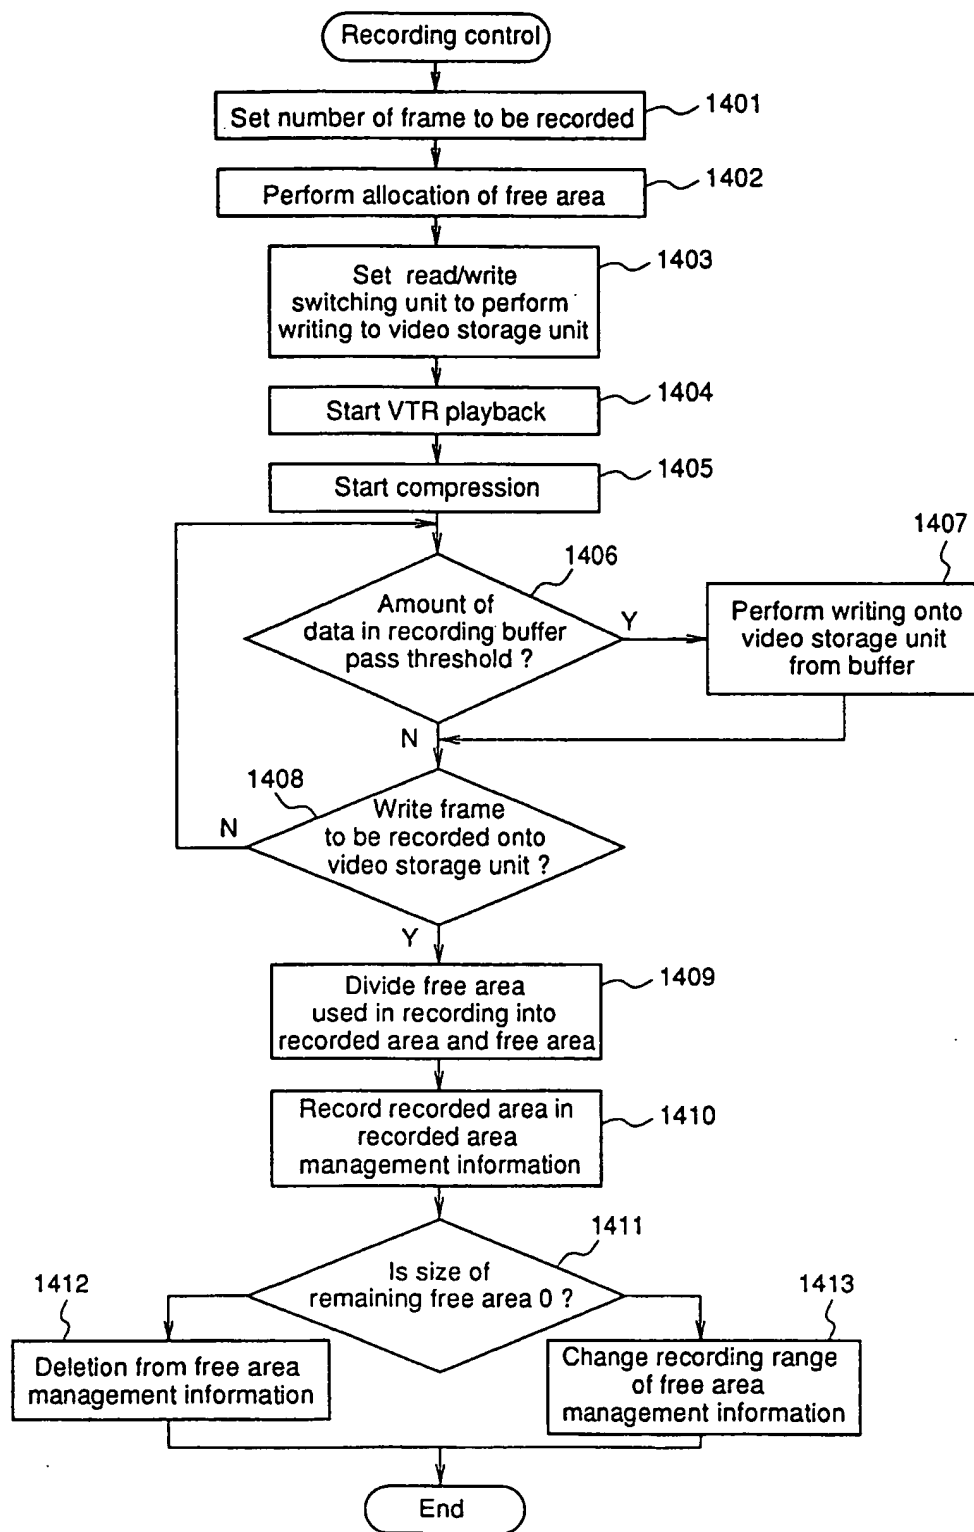 Recording control
Set number of frame to be recorded
1401
Perform allocation of free area
1402
Set read/write
switching unit to perform
writing to video storage unit
1403
Start VTR playback
1404
Start compression
1405
Amount of
data in recording buffer
pass threshold ?
1406
Y
N
Perform writing onto
video storage unit
from buffer
1407
Write frame
to be recorded onto
video storage unit ?
1408
N
Y
Divide free area
used in recording into
recorded area and free area
1409
Record recorded area in
recorded area
management information
1410
Is size of
remaining free area 0 ?
1411
1412
Deletion from free area
management information
1413
Change recording range
of free area
management information
End